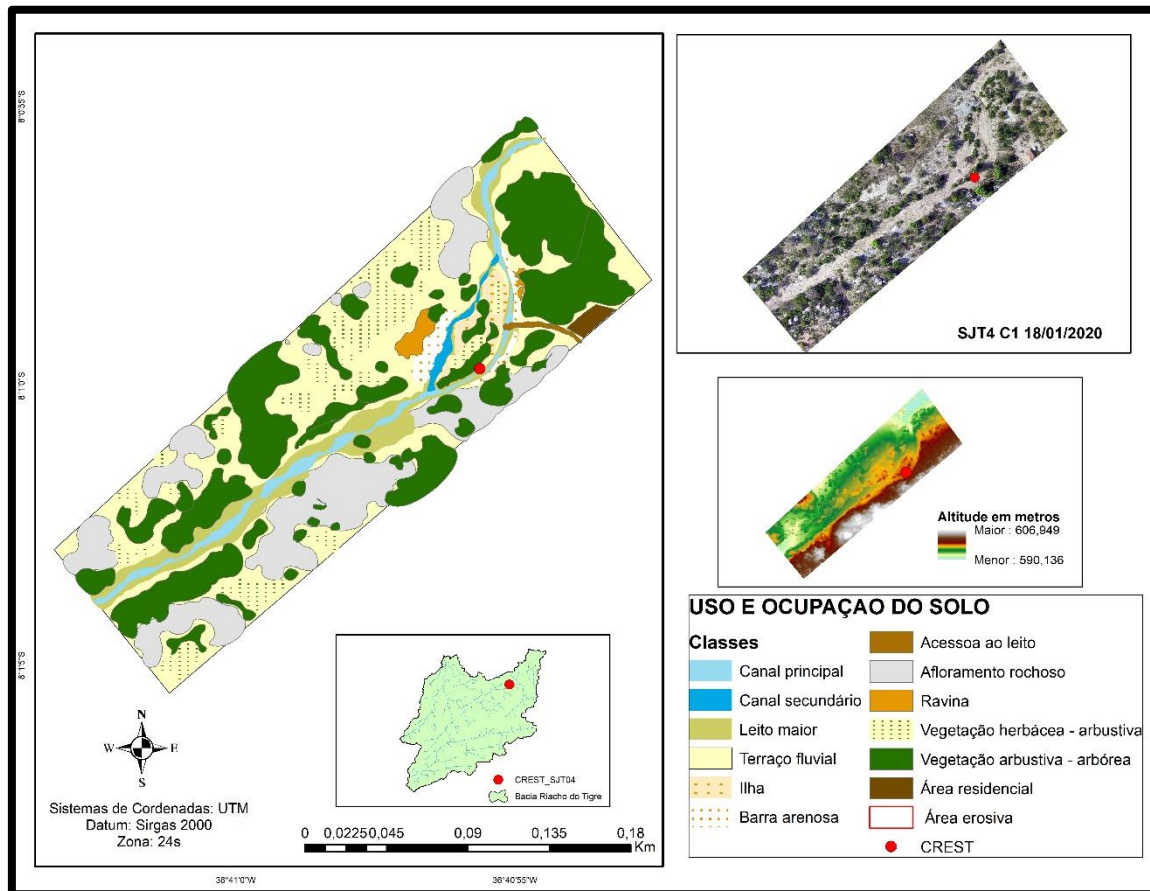 8°0'55"S
8°1'0"S
8°1'5"S
N
W E
S
Sistemas de Cordenadas: UTM
Datum: Sirgas 2000
Zona: 24s
CREST_SJT04
Bacia Riacho do Tigre
0 0,0225 0,045 0,09 0,135 0,18
Km
36°41'0"W
36°40'55"W
SJT4 C1 18/01/2020
Altitude em metros
Maior : 606,949
Menor : 590,136
USO E OCUPAÇAO DO SOLO
Classes
Canal principal
Canal secundário
Leito maior
Terraço fluvial
Ilha
Barra arenosa
Acessoa ao leito
Afloramento rochoso
Ravina
Vegetação herbácea - arbustiva
Vegetação arbustiva - arbórea
Área residencial
Área erosiva
CREST